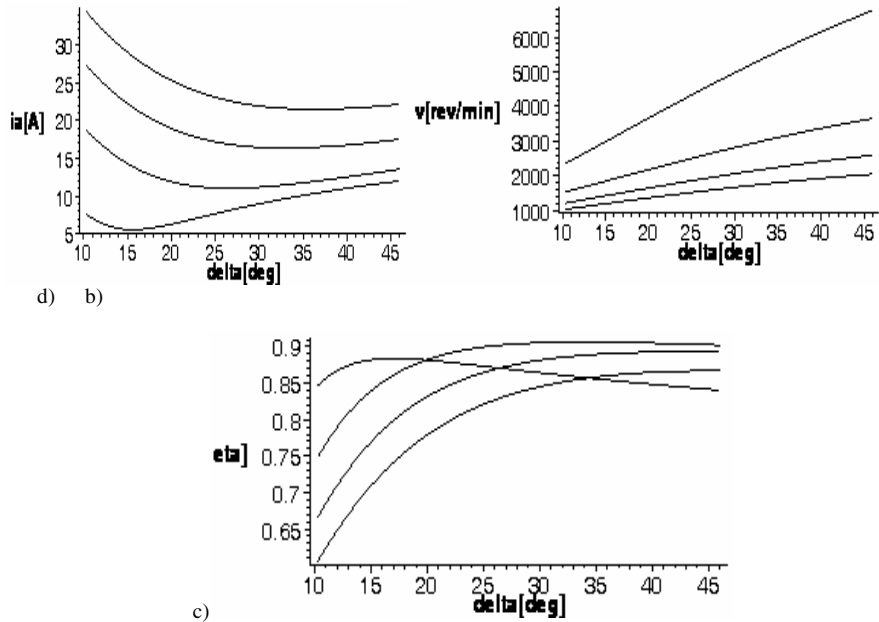 30
25
ia[A] 20
15
10
5
10 15 20 25 30 35 40 45
delta[deg]
6000
5000
4000
v[rev/min]
3000
2000
1000
10 15 20 25 30 35 40 45
delta[deg]
d) b)
0.9
0.85
0.8
eta] 0.75
0.7
0.65
10 15 20 25 30 35 40 45
delta[deg]
c)